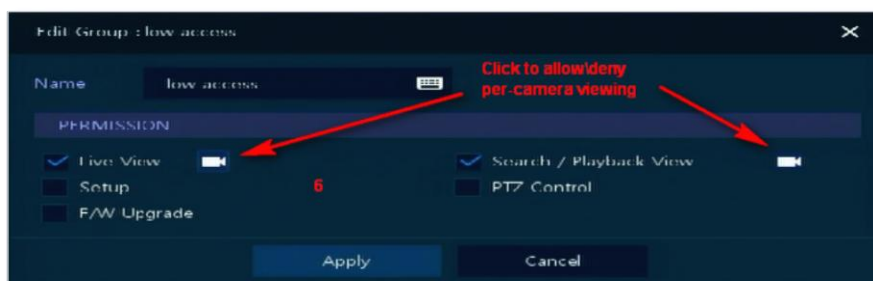 Edit Group : low access
Name low access
Click to allow\deny
per-camera viewing
PERMISSION
Live View Search / Playback View
Setup 6 PTZ Control
F/W Upgrade
Apply Cancel